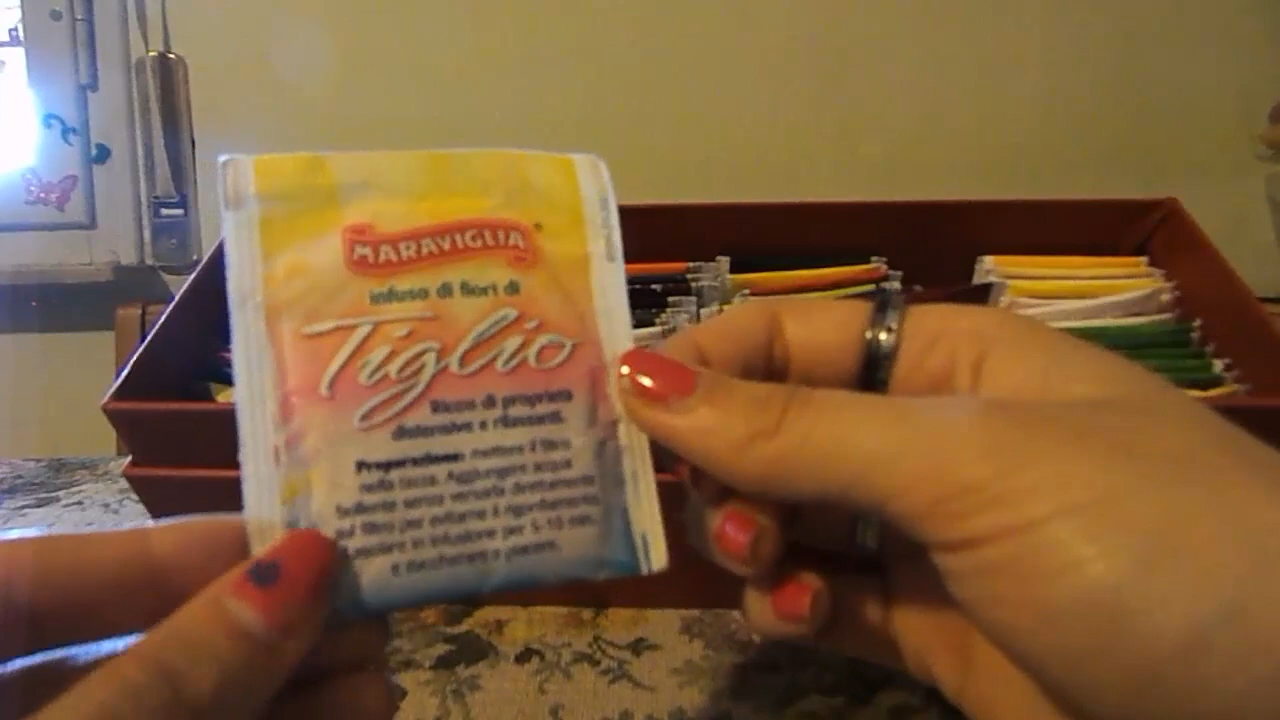 MARAVIGLIA
infuso di fiori di
Tiglio
Ricco di proprietà
distensive e rilassanti.
Preparazione: mettere il filtro
nella tazza. Aggiungere acqua
bollente senza versarla direttamente
sul filtro per evitarne il rigonfiamento.
Lasciare in infusione per 5-10 min.
e zuccherare a piacere.